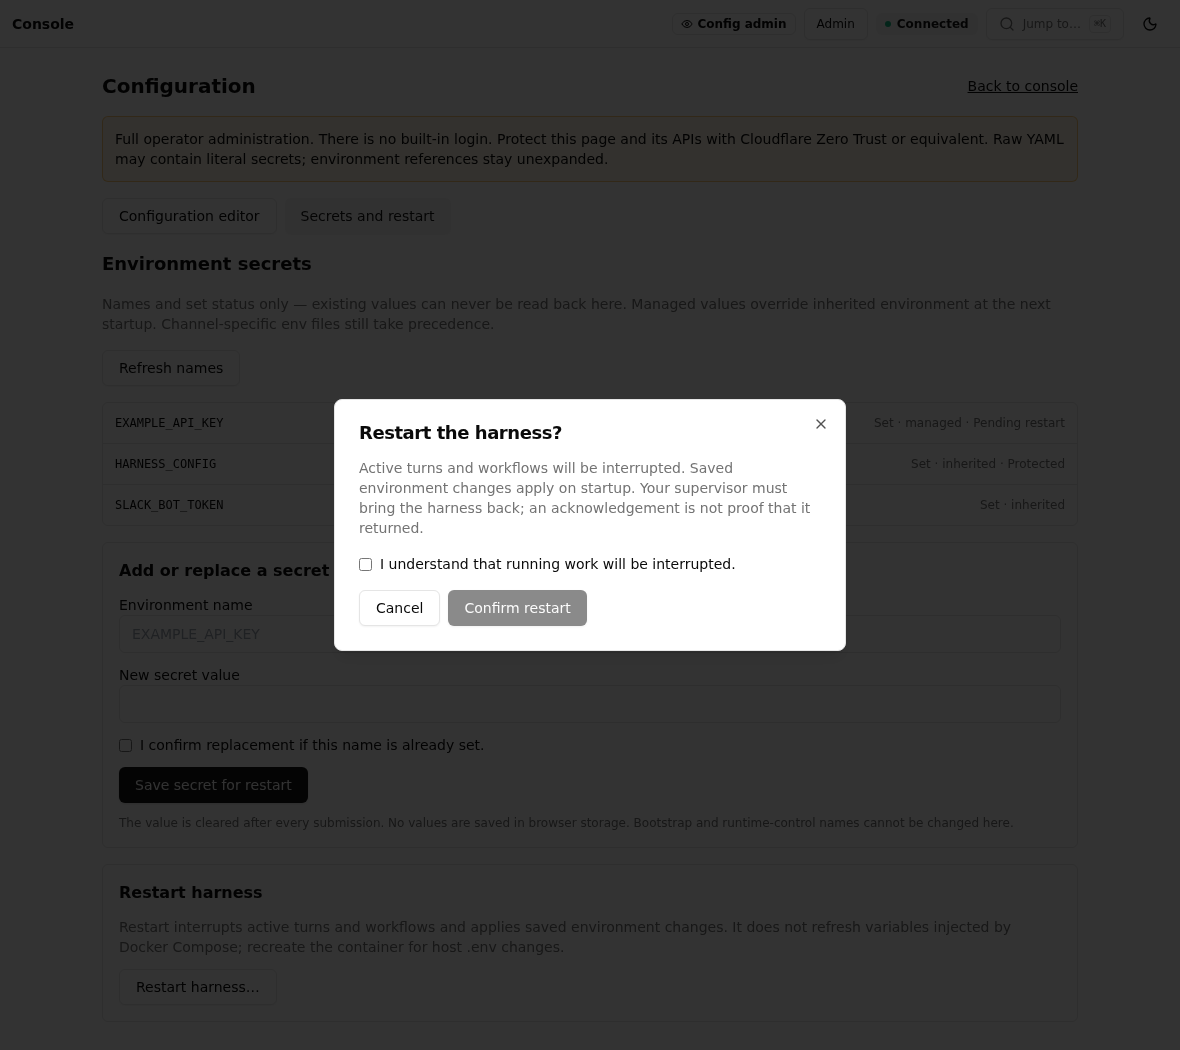 Console
Config admin
Admin
Connected
Jump to...
⌘K
Configuration
Back to console
Full operator administration. There is no built-in login. Protect this page and its APIs with Cloudflare Zero Trust or equivalent. Raw YAML
may contain literal secrets; environment references stay unexpanded.
Configuration editor
Secrets and restart
Environment secrets
Names and set status only — existing values can never be read back here. Managed values override inherited environment at the next
startup. Channel-specific env files still take precedence.
Refresh names
EXAMPLE_API_KEY
Set · managed · Pending restart
HARNESS_CONFIG
Set · inherited · Protected
SLACK_BOT_TOKEN
Set · inherited
Restart the harness?
Active turns and workflows will be interrupted. Saved
environment changes apply on startup. Your supervisor must
bring the harness back; an acknowledgement is not proof that it
returned.
I understand that running work will be interrupted.
Cancel
Confirm restart
Add or replace a secret
Environment name
EXAMPLE_API_KEY
New secret value
I confirm replacement if this name is already set.
Save secret for restart
The value is cleared after every submission. No values are saved in browser storage. Bootstrap and runtime-control names cannot be changed here.
Restart harness
Restart interrupts active turns and workflows and applies saved environment changes. It does not refresh variables injected by
Docker Compose; recreate the container for host .env changes.
Restart harness...